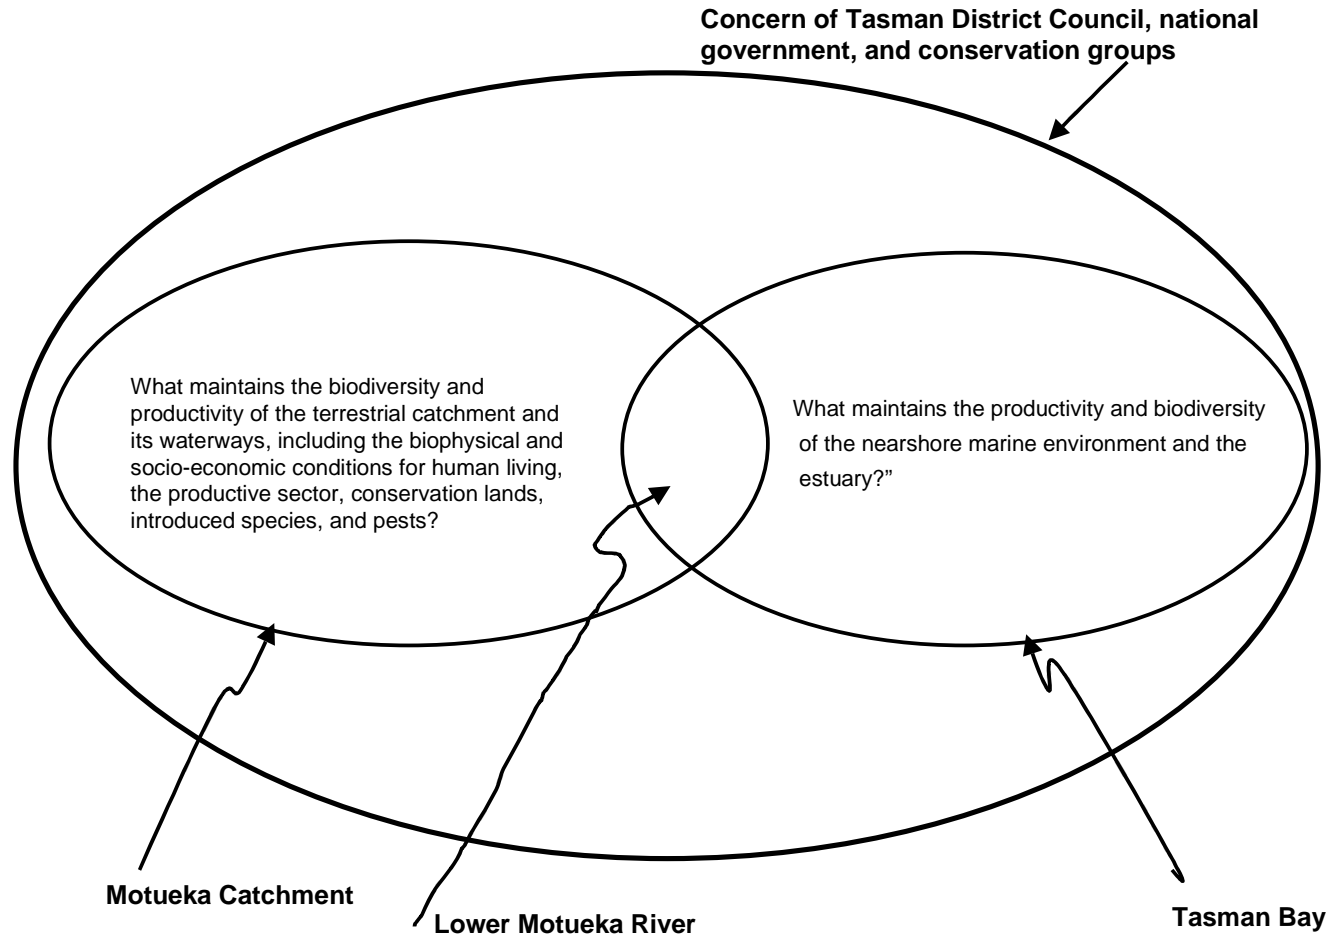 Concern of Tasman District Council, national
government, and conservation groups
What maintains the biodiversity and
productivity of the terrestrial catchment and
its waterways, including the biophysical and
socio-economic conditions for human living,
the productive sector, conservation lands,
introduced species, and pests?
What maintains the productivity and biodiversity
of the nearshore marine environment and the
estuary?”
Motueka Catchment
Lower Motueka River
Tasman Bay